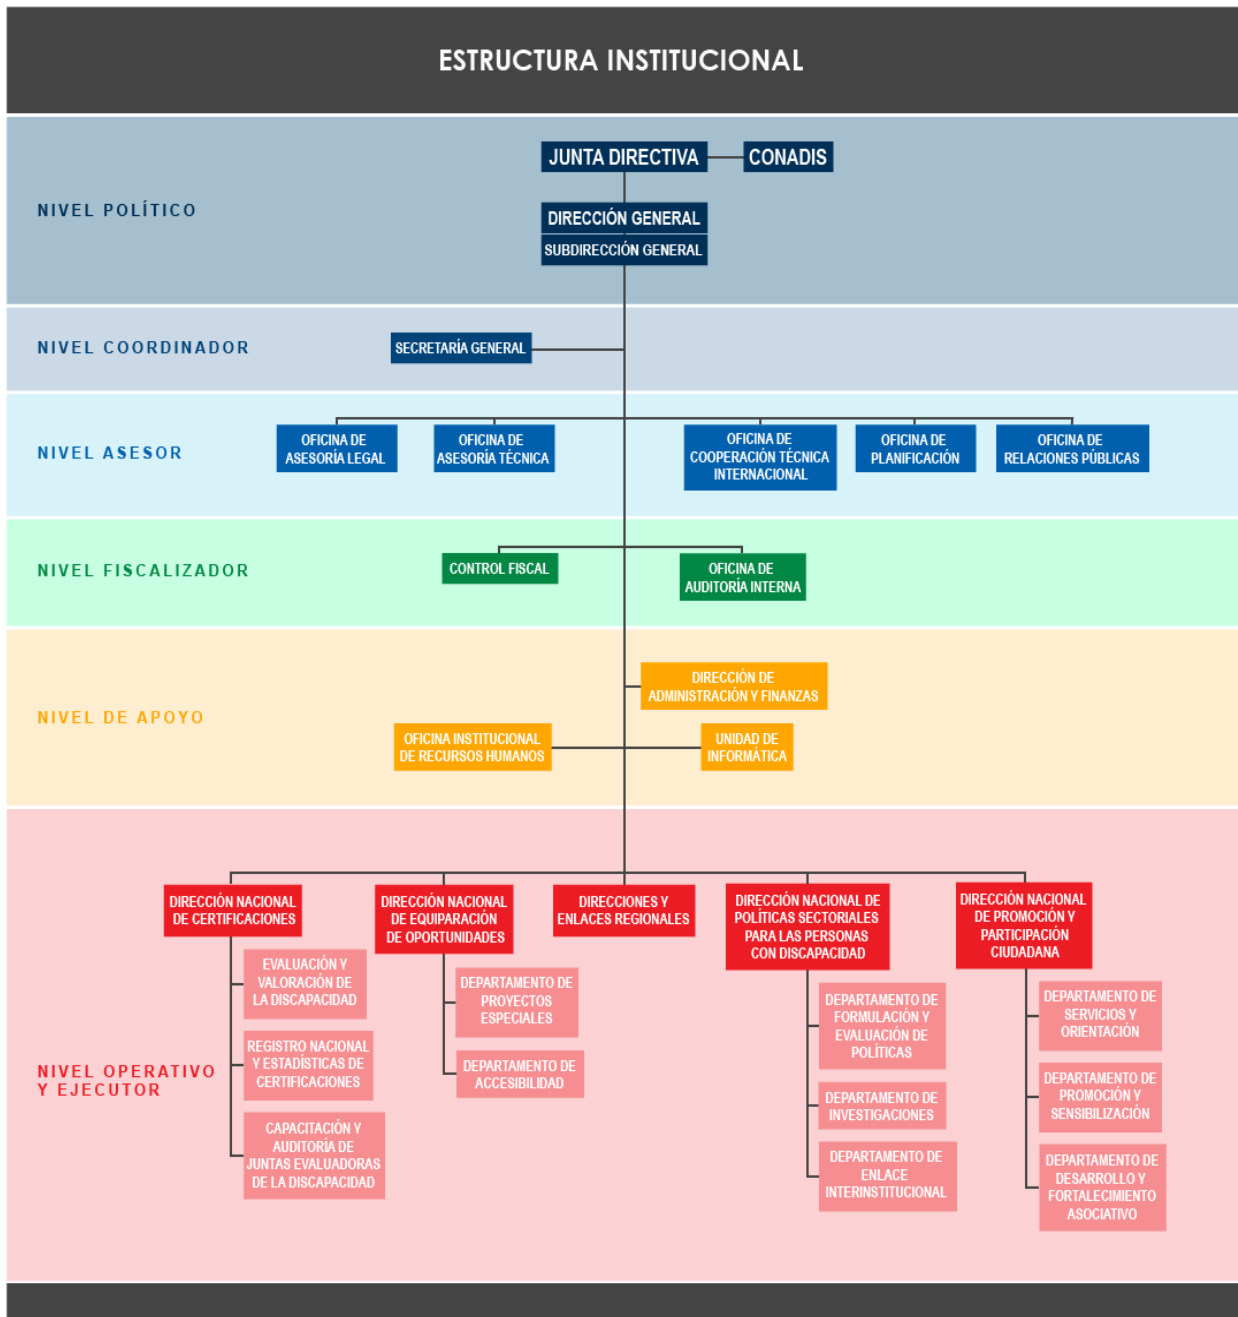 ESTRUCTURA INSTITUCIONAL
NIVEL POLÍTICO
JUNTA DIRECTIVA
CONADIS
DIRECCIÓN GENERAL
SUBDIRECCIÓN GENERAL
NIVEL COORDINADOR
SECRETARÍA GENERAL
NIVEL ASESOR
OFICINA DE
ASESORÍA LEGAL
OFICINA DE
ASESORÍA TÉCNICA
OFICINA DE
COOPERACIÓN TÉCNICA
INTERNACIONAL
OFICINA DE
PLANIFICACIÓN
OFICINA DE
RELACIONES PÚBLICAS
NIVEL FISCALIZADOR
CONTROL FISCAL
OFICINA DE
AUDITORÍA INTERNA
NIVEL DE APOYO
DIRECCIÓN DE
ADMINISTRACIÓN Y FINANZAS
OFICINA INSTITUCIONAL
DE RECURSOS HUMANOS
UNIDAD DE
INFORMÁTICA
NIVEL OPERATIVO
Y EJECUTOR
DIRECCIÓN NACIONAL
DE CERTIFICACIONES
EVALUACIÓN Y
VALORACIÓN DE
LA DISCAPACIDAD
REGISTRO NACIONAL
Y ESTADÍSTICAS DE
CERTIFICACIONES
CAPACITACIÓN Y
AUDITORÍA DE
JUNTAS EVALUADORAS
DE LA DISCAPACIDAD
DIRECCIÓN NACIONAL
DE EQUIPARACIÓN
DE OPORTUNIDADES
DEPARTAMENTO DE
PROYECTOS
ESPECIALES
DEPARTAMENTO DE
ACCESIBILIDAD
DIRECCIONES Y
ENLACES REGIONALES
DIRECCIÓN NACIONAL DE
POLÍTICAS SECTORIALES
PARA LAS PERSONAS
CON DISCAPACIDAD
DEPARTAMENTO DE
FORMULACIÓN Y
EVALUACIÓN DE
POLÍTICAS
DEPARTAMENTO DE
INVESTIGACIONES
DEPARTAMENTO DE
ENLACE
INTERINSTITUCIONAL
DIRECCIÓN NACIONAL
DE PROMOCIÓN Y
PARTICIPACIÓN
CIUDADANA
DEPARTAMENTO DE
SERVICIOS Y
ORIENTACIÓN
DEPARTAMENTO DE
PROMOCIÓN Y
SENSIBILIZACIÓN
DEPARTAMENTO DE
DESARROLLO Y
FORTALECIMIENTO
ASOCIATIVO